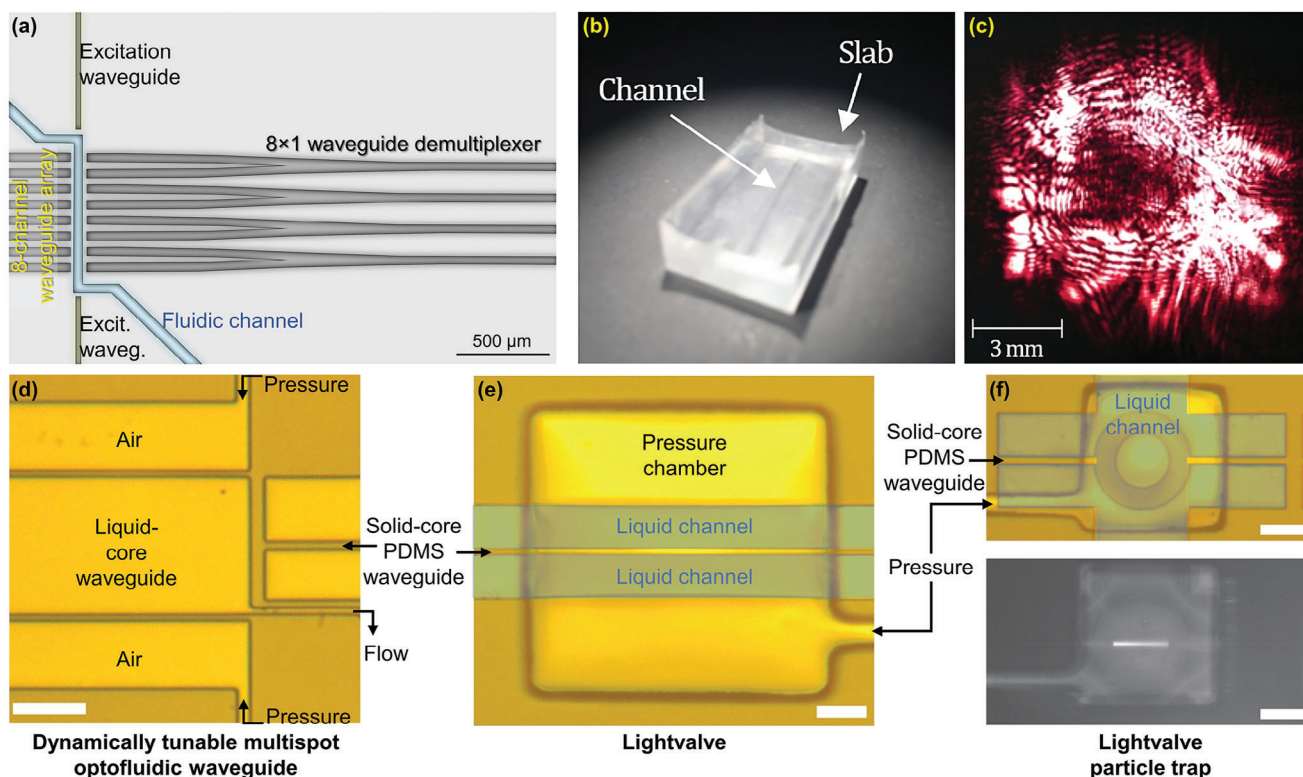 (a)
Excitation
waveguide
8×1 waveguide demultiplexer
8-channel
waveguide array
Fluidic channel
Excit.
waveg.
500 µm
(b)
Channel
Slab
(c)
3 mm
(d)
Pressure
Air
Liquid-
core
waveguide
Solid-core
PDMS
waveguide
Air
Flow
Pressure
Dynamically tunable multispot
optofluidic waveguide
(e)
Pressure
chamber
Liquid channel
Liquid channel
Lightvalve
(f)
Liquid
channel
Solid-core
PDMS
waveguide
Pressure
Lightvalve
particle trap